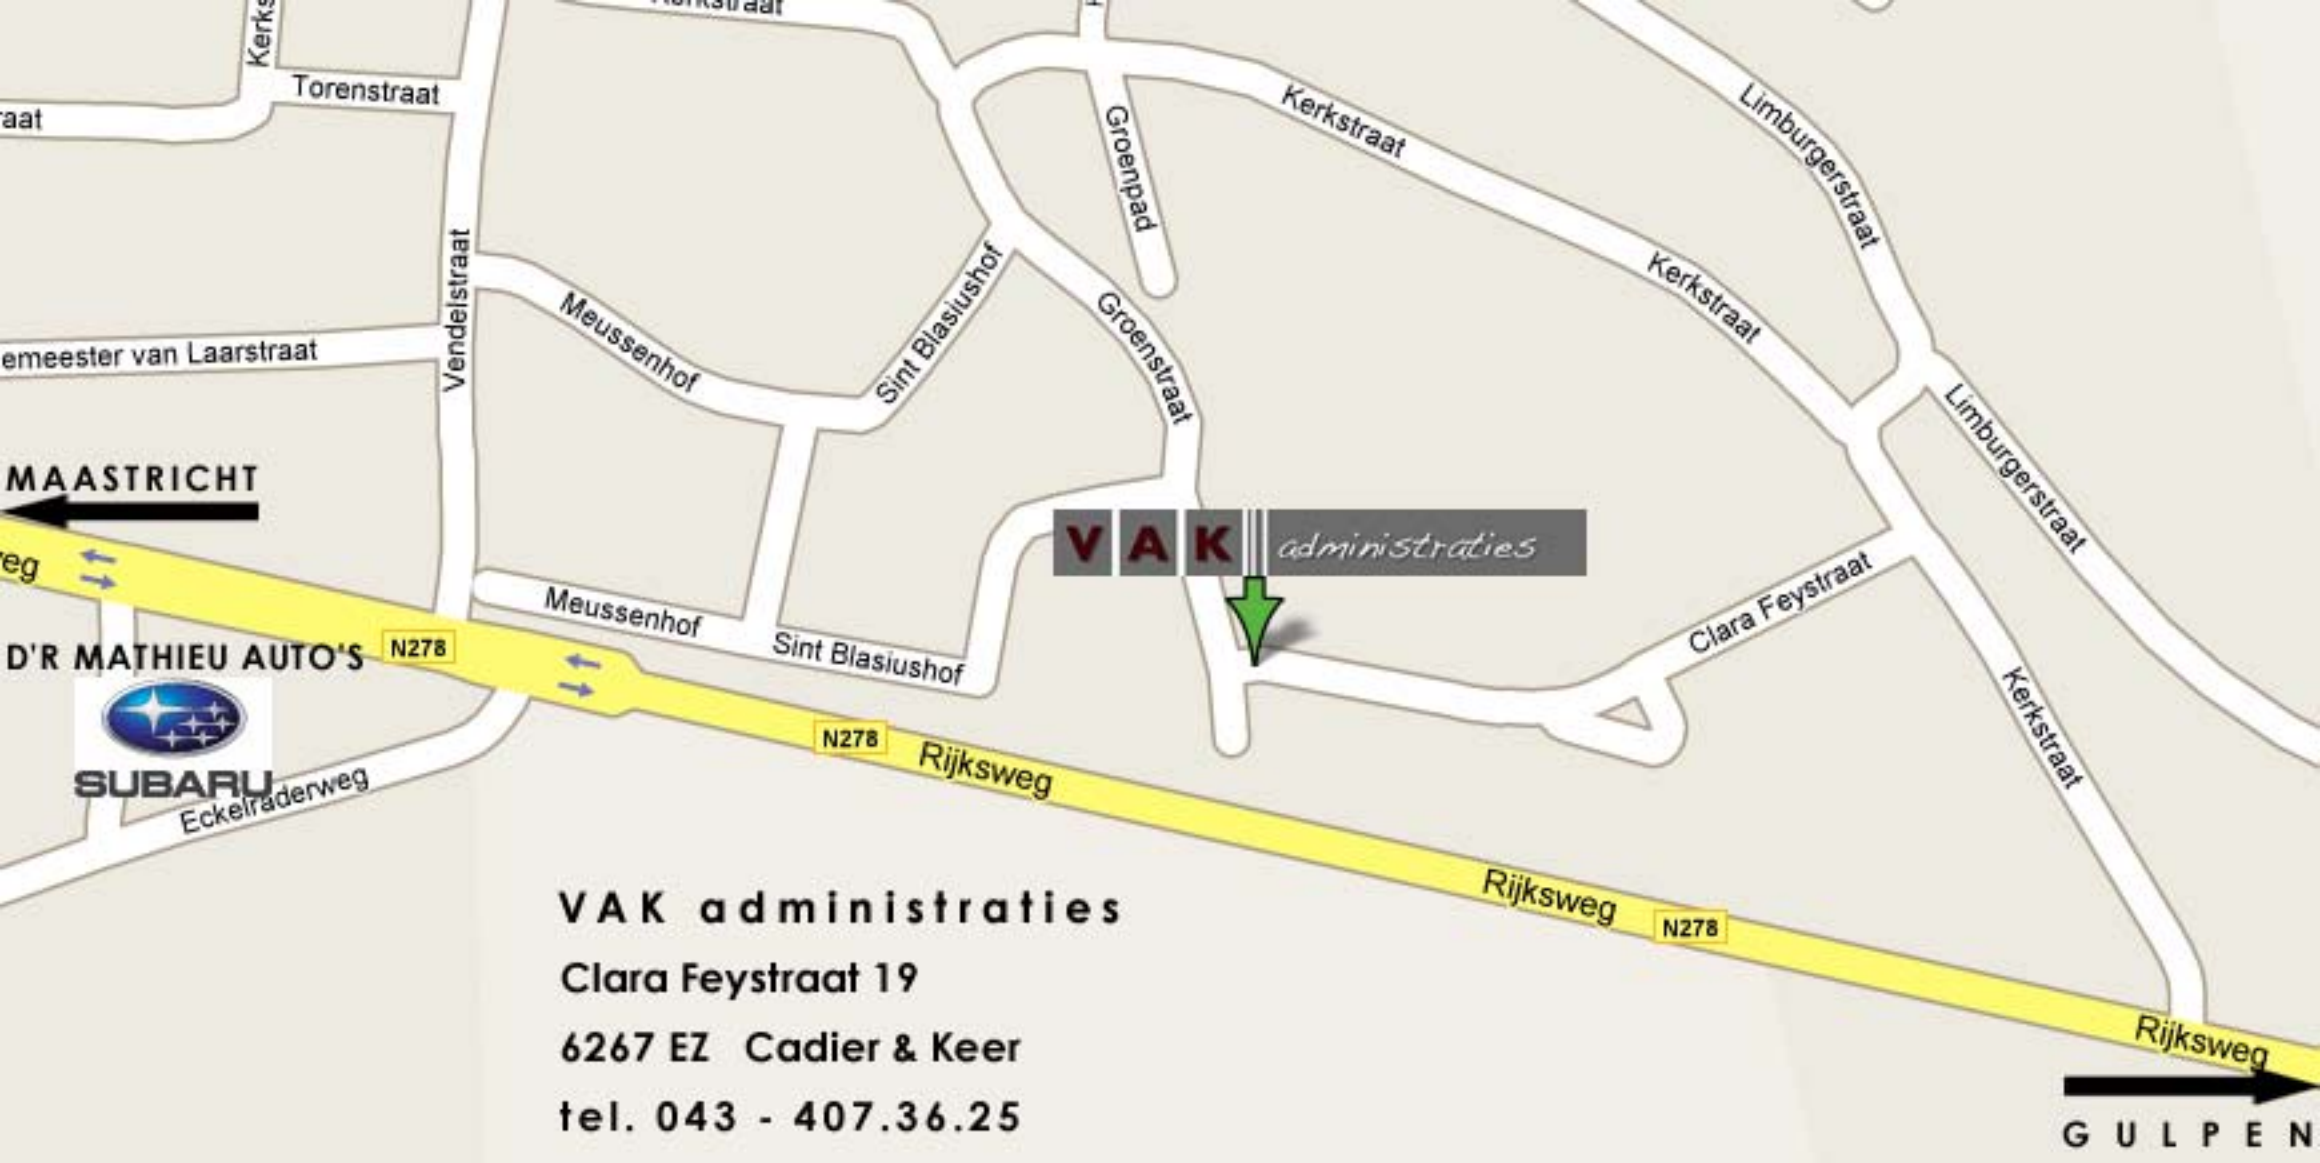 Kerkstraat
Torenstraat
Groenpad
Kerkstraat
Limburgerstraat
Vendelstraat
Meussenhof
Sint Blasiushof
Groenstraat
Kerkstraat
emeester van Laarstraat
Limburgerstraat
MAASTRICHT
VAK administraties
Meussenhof
Sint Blasiushof
Clara Feystraat
D'R MATHIEU AUTO'S
N278
SUBARU
Eckelraderweg
N278
Rijksweg
Kerkstraat
Rijksweg
N278
VAK administraties
Clara Feystraat 19
6267 EZ Cadier & Keer
tel. 043 - 407.36.25
Rijksweg
GULPEN